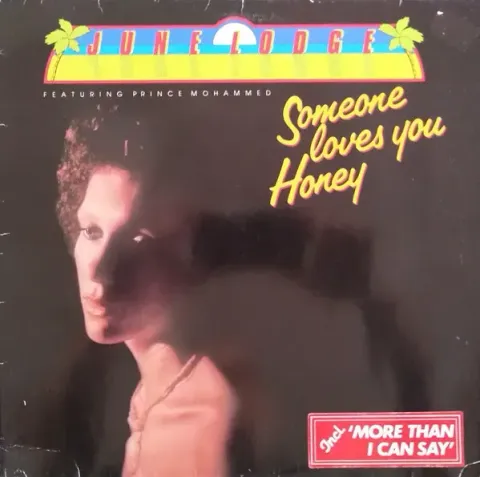 JUNE LODGE
FEATURING PRINCE MOHAMMED
Someone
loves you
Honey
Incl. 'MORE THAN
I CAN SAY'